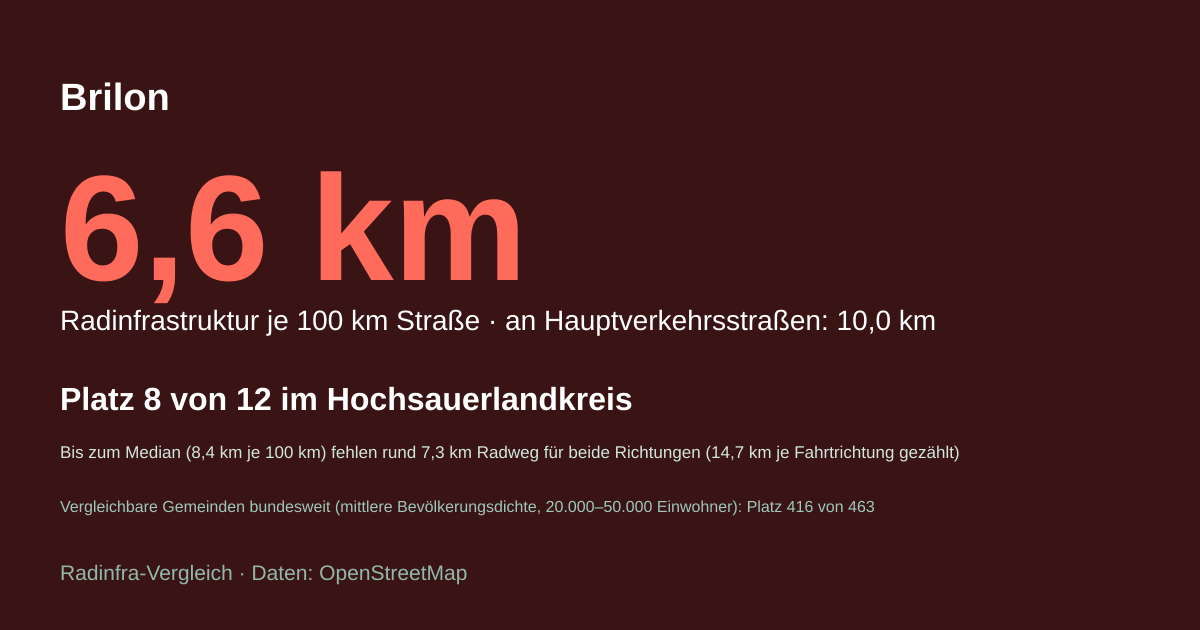 Brilon
6,6 km
Radinfrastruktur je 100 km Straße · an Hauptverkehrsstraßen: 10,0 km
Platz 8 von 12 im Hochsauerlandkreis
Bis zum Median (8,4 km je 100 km) fehlen rund 7,3 km Radweg für beide Richtungen (14,7 km je Fahrtrichtung gezählt)
Vergleichbare Gemeinden bundesweit (mittlere Bevölkerungsdichte, 20.000–50.000 Einwohner): Platz 416 von 463
Radinfra-Vergleich · Daten: OpenStreetMap